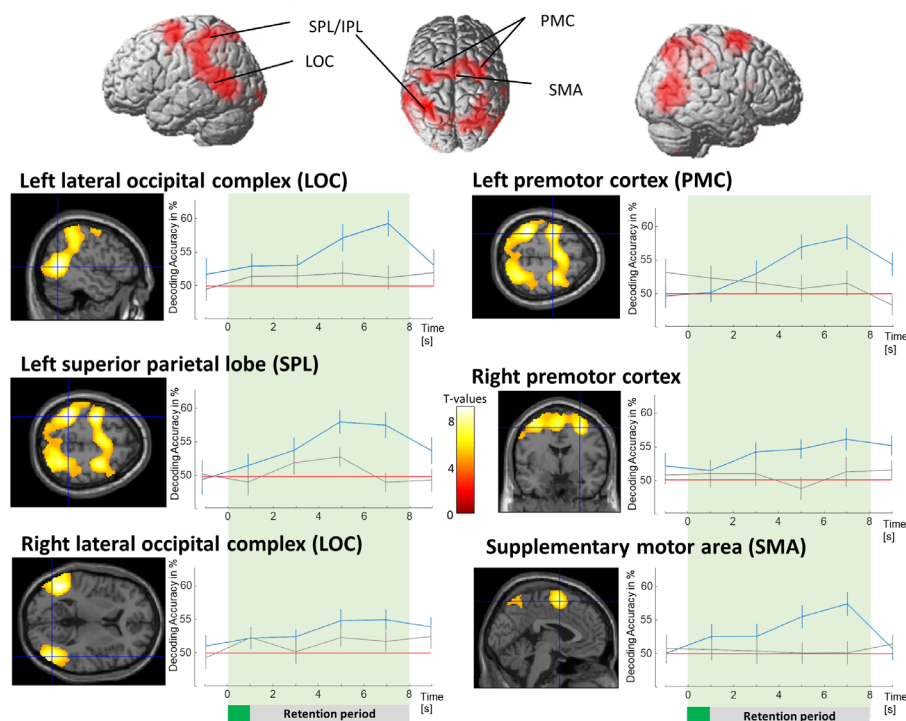 SPL/IPL
LOC
PMC
SMA
Left lateral occipital complex (LOC)
Decoding Accuracy in %
60
55
50
0 2 4 6 8 Time
[s]
Left premotor cortex (PMC)
Decoding Accuracy in %
60
55
50
0 2 4 6 8 Time
[s]
Left superior parietal lobe (SPL)
Decoding Accuracy in %
60
55
50
0 2 4 6 8 Time
[s]
T-values
8
4
0
Right premotor cortex
Decoding Accuracy in %
60
55
50
0 2 4 6 8 Time
[s]
Right lateral occipital complex (LOC)
Decoding Accuracy in %
60
55
50
0 2 4 6 8 Time
[s]
Retention period
Supplementary motor area (SMA)
Decoding Accuracy in %
60
55
50
0 2 4 6 8 Time
[s]
Retention period